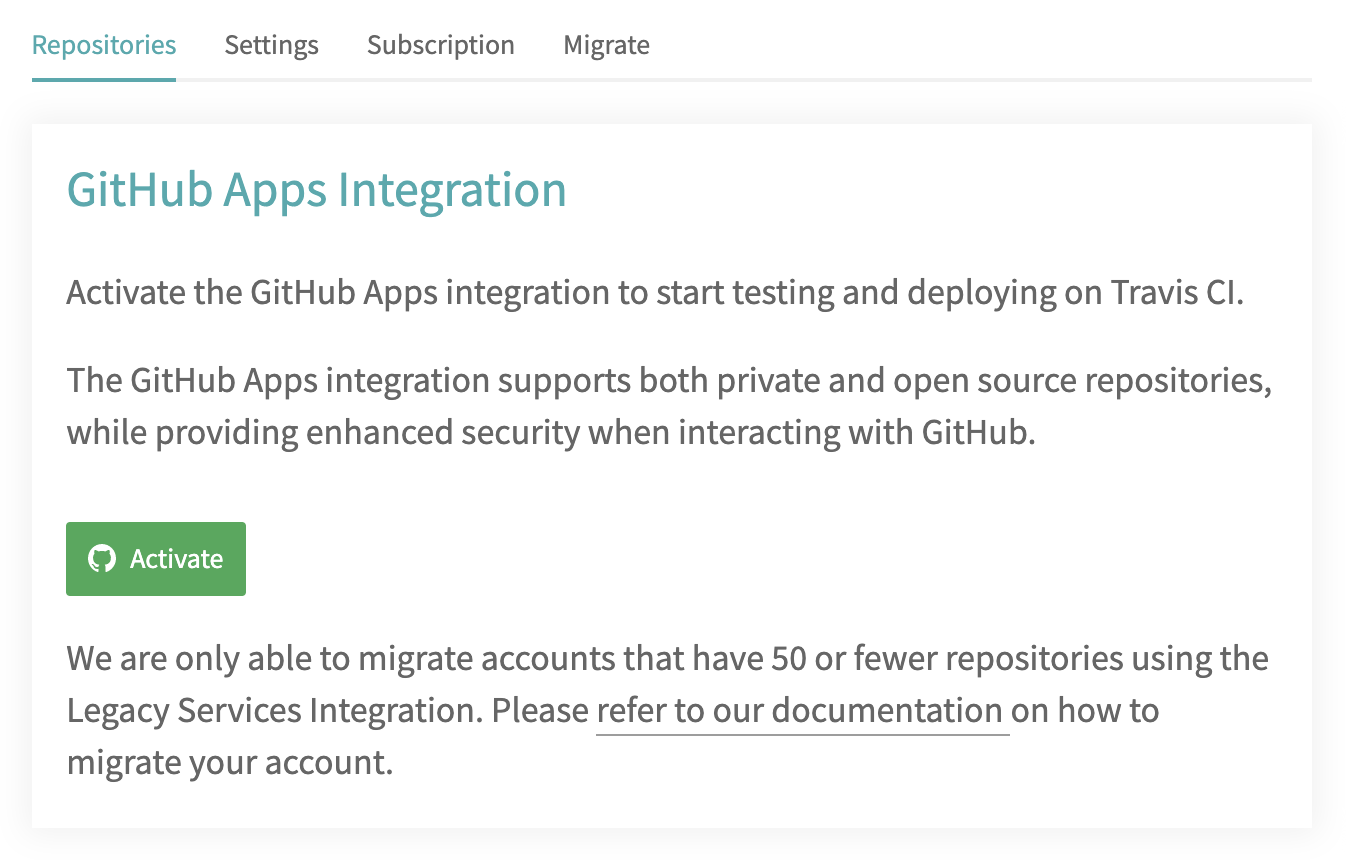 Repositories Settings Subscription Migrate
GitHub Apps Integration
Activate the GitHub Apps integration to start testing and deploying on Travis CI.
The GitHub Apps integration supports both private and open source repositories,
while providing enhanced security when interacting with GitHub.
Activate
We are only able to migrate accounts that have 50 or fewer repositories using the
Legacy Services Integration. Please refer to our documentation on how to
migrate your account.